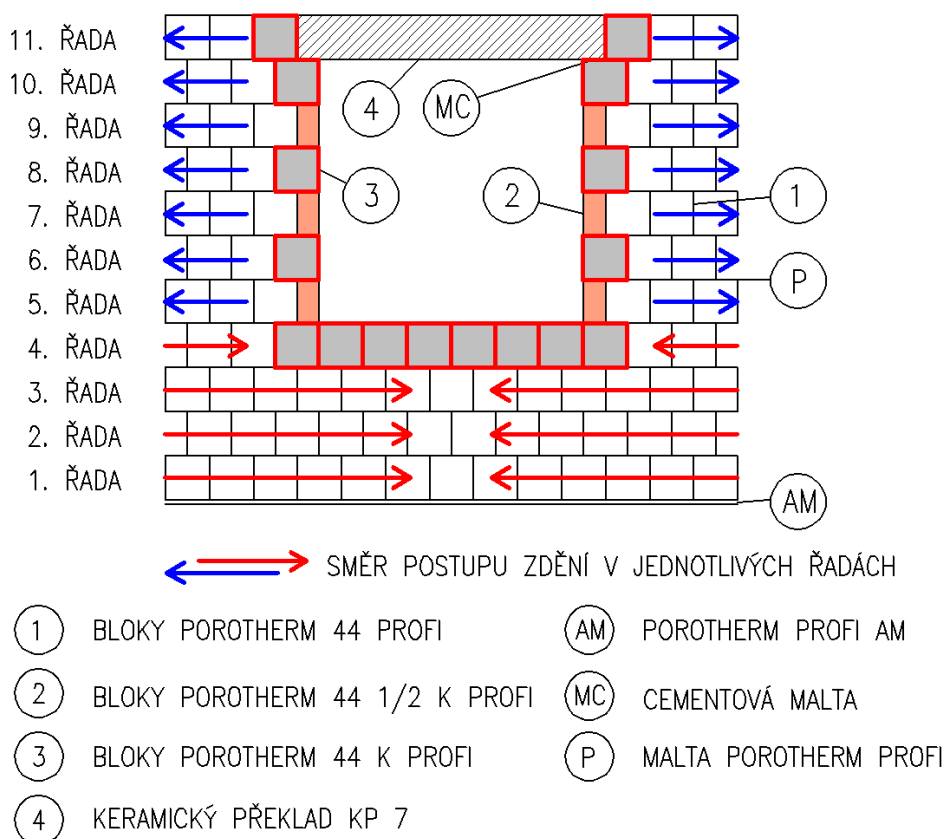 11. ŘADA
10. ŘADA
4
MC
9. ŘADA
8. ŘADA
3
2
1
7. ŘADA
6. ŘADA
P
5. ŘADA
4. ŘADA
3. ŘADA
2. ŘADA
1. ŘADA
AM
SMĚR POSTUPU ZDĚNÍ V JEDNOTLIVÝCH ŘADÁCH
1 BLOKY POROTHERM 44 PROFI
AM POROTHERM PROFI AM
2 BLOKY POROTHERM 44 1/2 K PROFI
MC CEMENTOVÁ MALTA
3 BLOKY POROTHERM 44 K PROFI
P MALTA POROTHERM PROFI
4 KERAMICKÝ PŘEKLAD KP 7